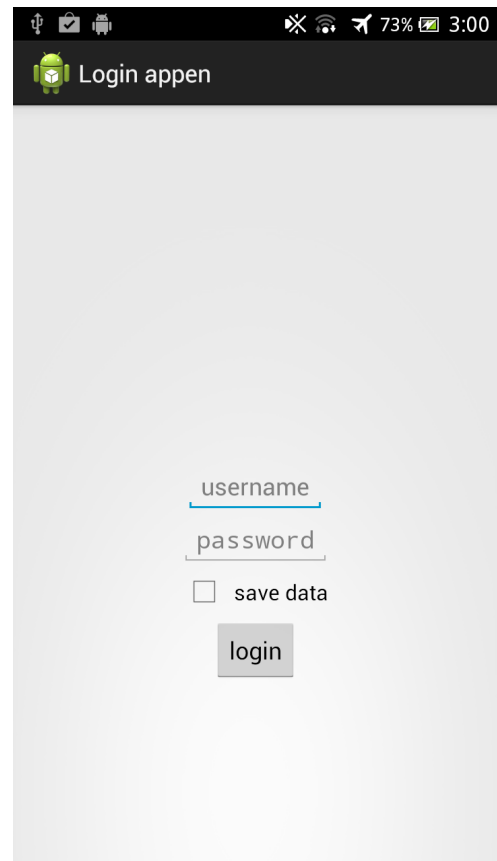 73% 3:00
Login appen
username
password
save data
login